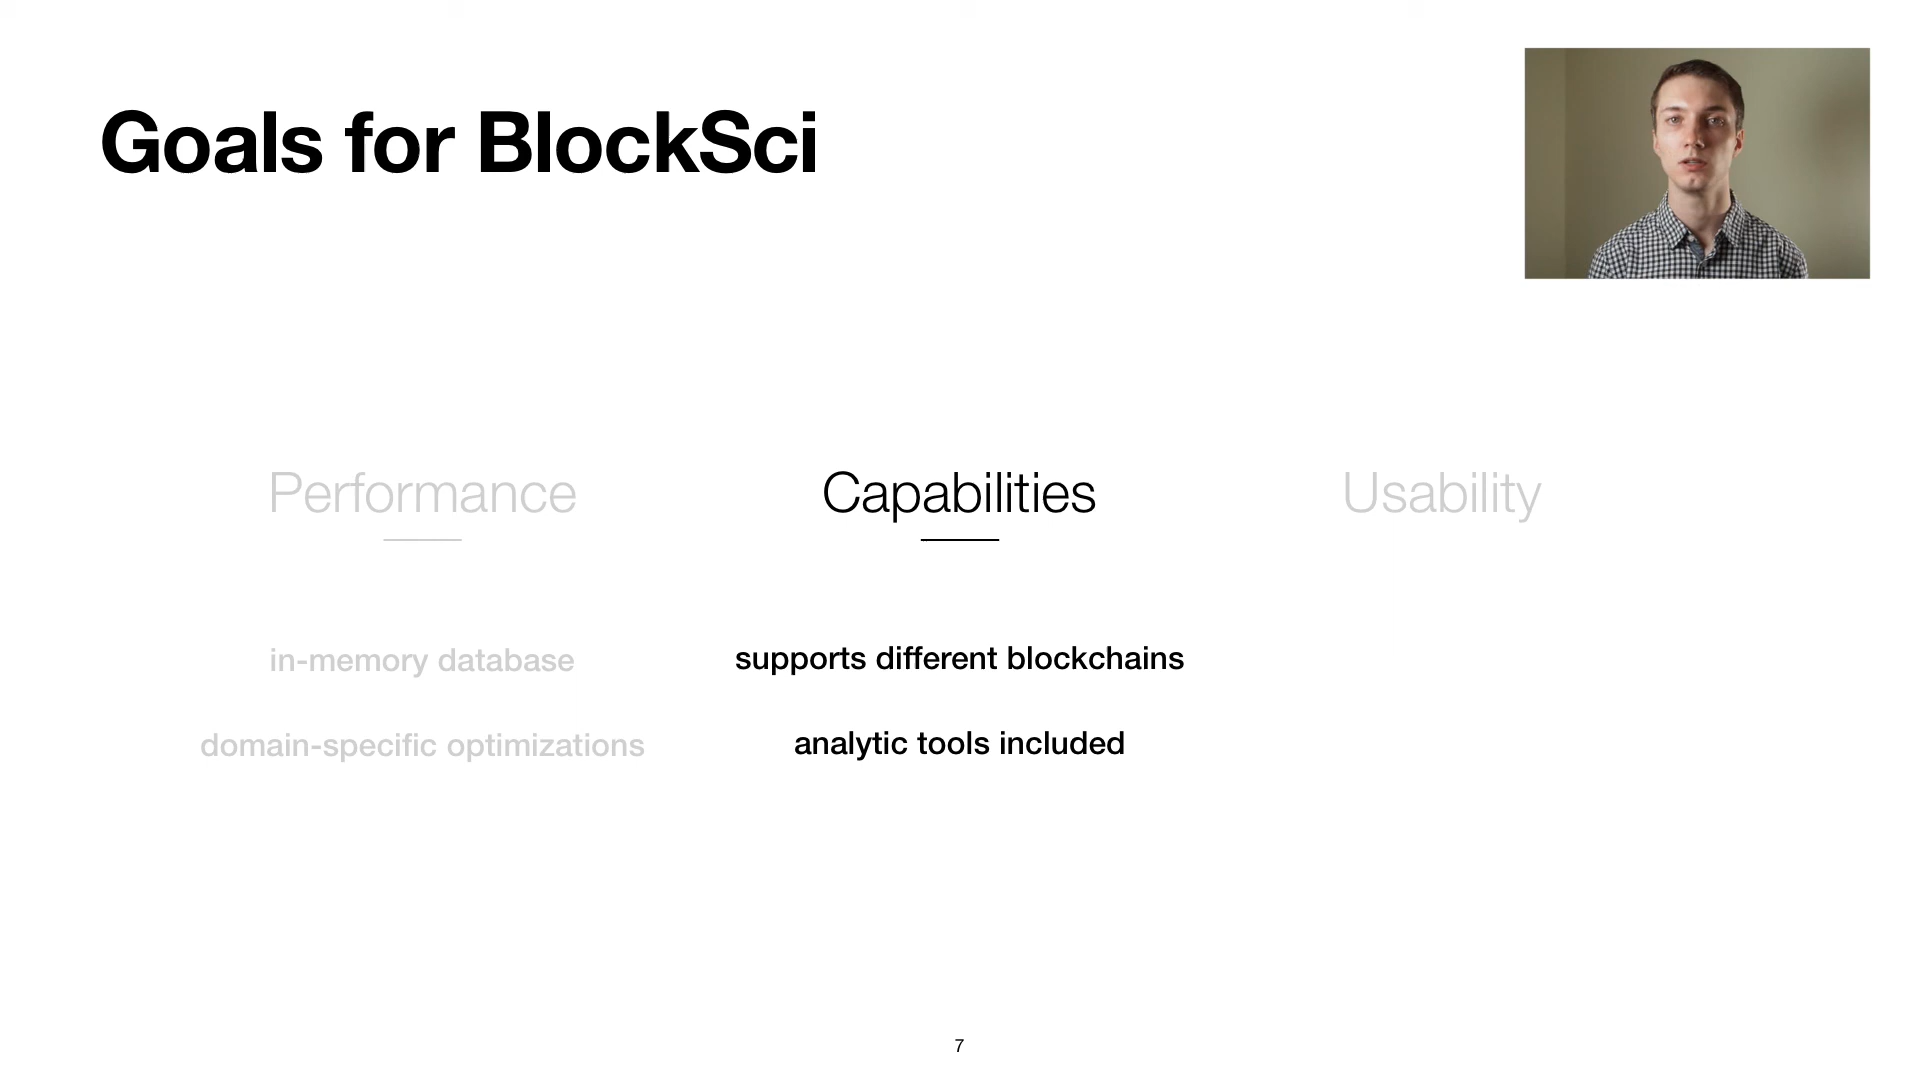 Goals for BlockSci
Performance
Capabilities
Usability
in-memory database
supports different blockchains
domain-specific optimizations
analytic tools included
7